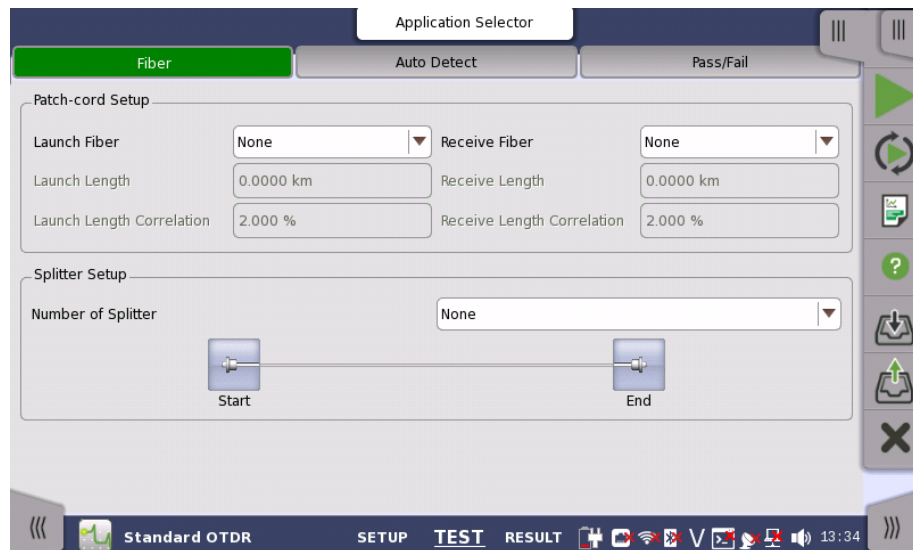 Application Selector
Fiber Auto Detect Pass/Fail
Patch-cord Setup
Launch Fiber None Receive Fiber None
Launch Length 0.0000 km Receive Length 0.0000 km
Launch Length Correlation 2.000 % Receive Length Correlation 2.000 %
Splitter Setup
Number of Splitter None
Start End
Standard OTDR SETUP TEST RESULT V 13:34